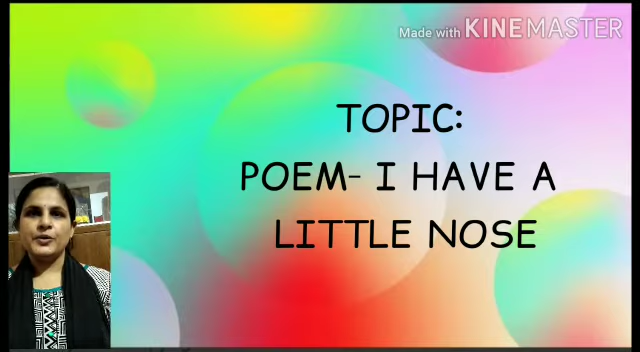 Made with KINEMASTER
TOPIC:
POEM- I HAVE A
LITTLE NOSE